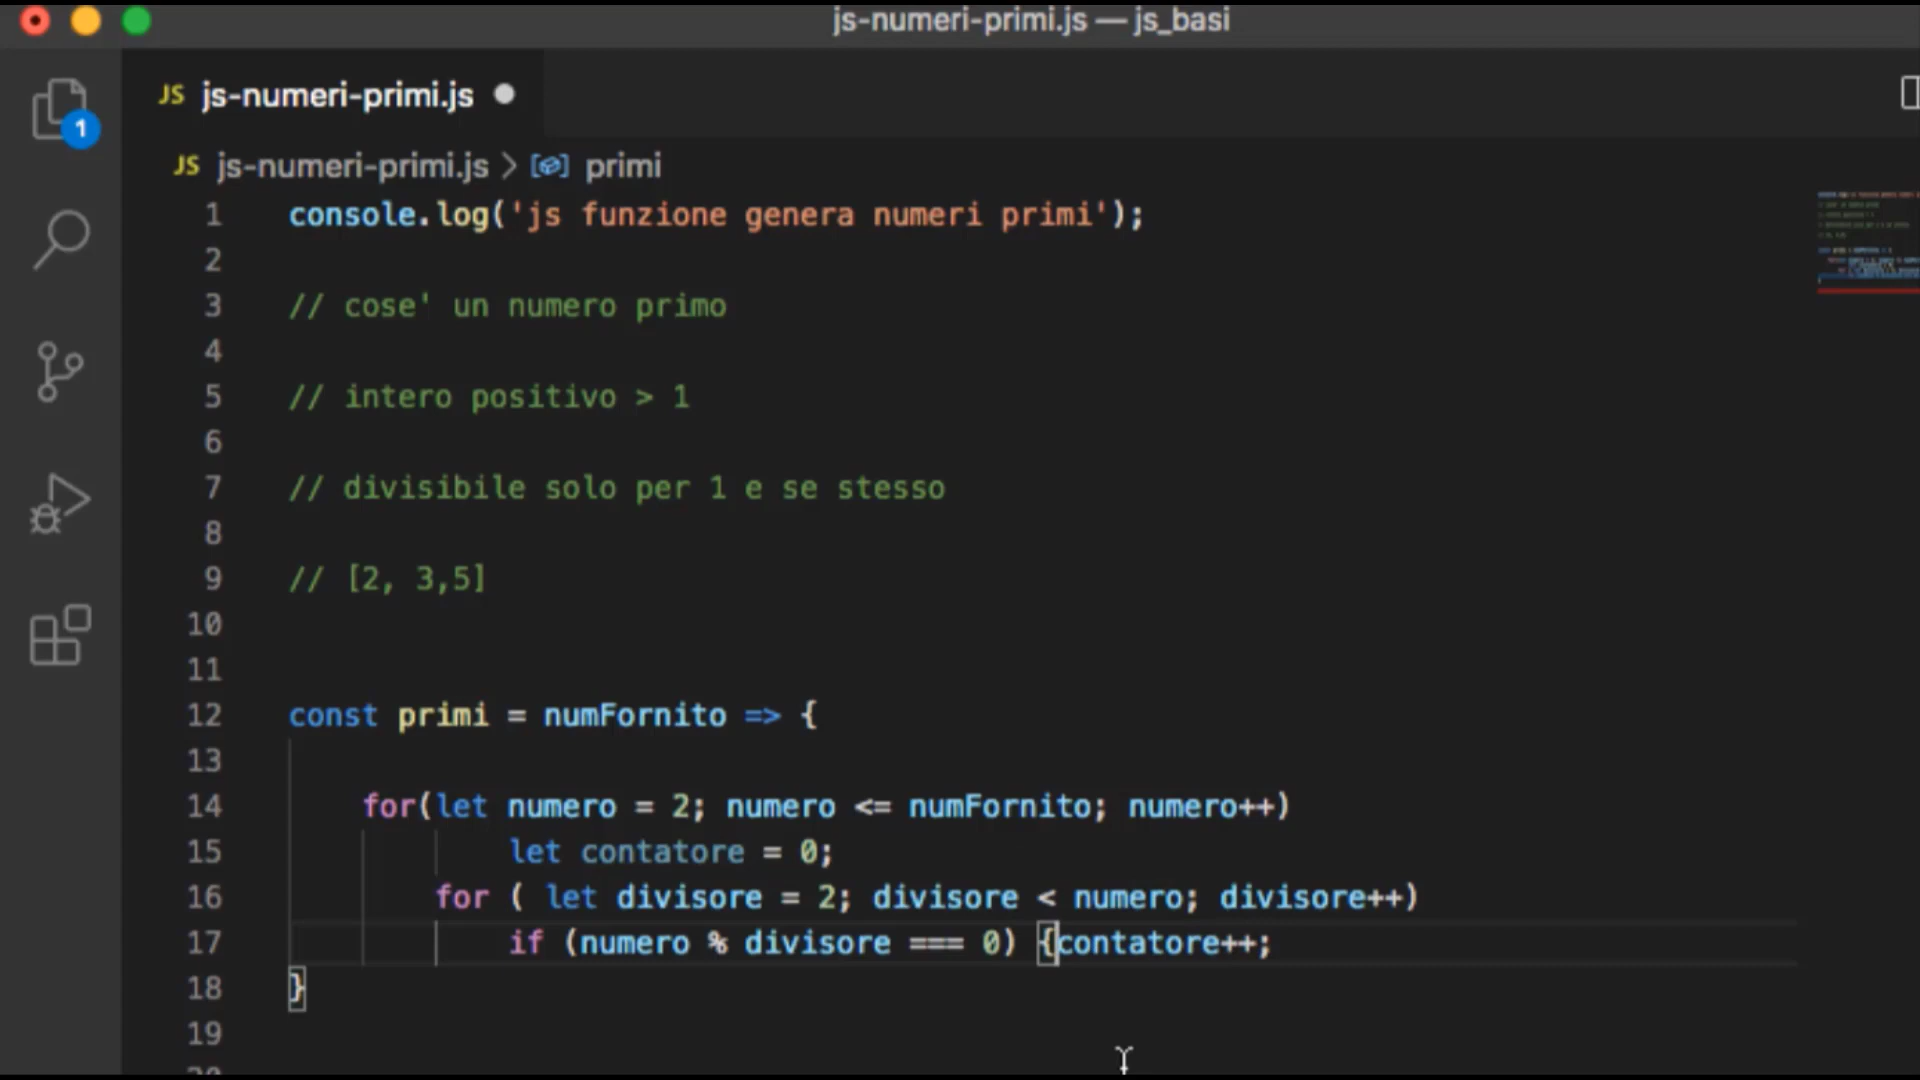 js-numeri-primi.js — js_basi
JS js-numeri-primi.js
1
JS js-numeri-primi.js > primi
1 console.log('js funzione genera numeri primi');
2
3 // cose' un numero primo
4
5 // intero positivo > 1
6
7 // divisibile solo per 1 e se stesso
8
9 // [2, 3,5]
10
11
12 const primi = numFornito => {
13
14 for(let numero = 2; numero <= numFornito; numero++)
15 let contatore = 0;
16 for ( let divisore = 2; divisore < numero; divisore++)
17 if (numero % divisore === 0) {contatore++;
18 }
19